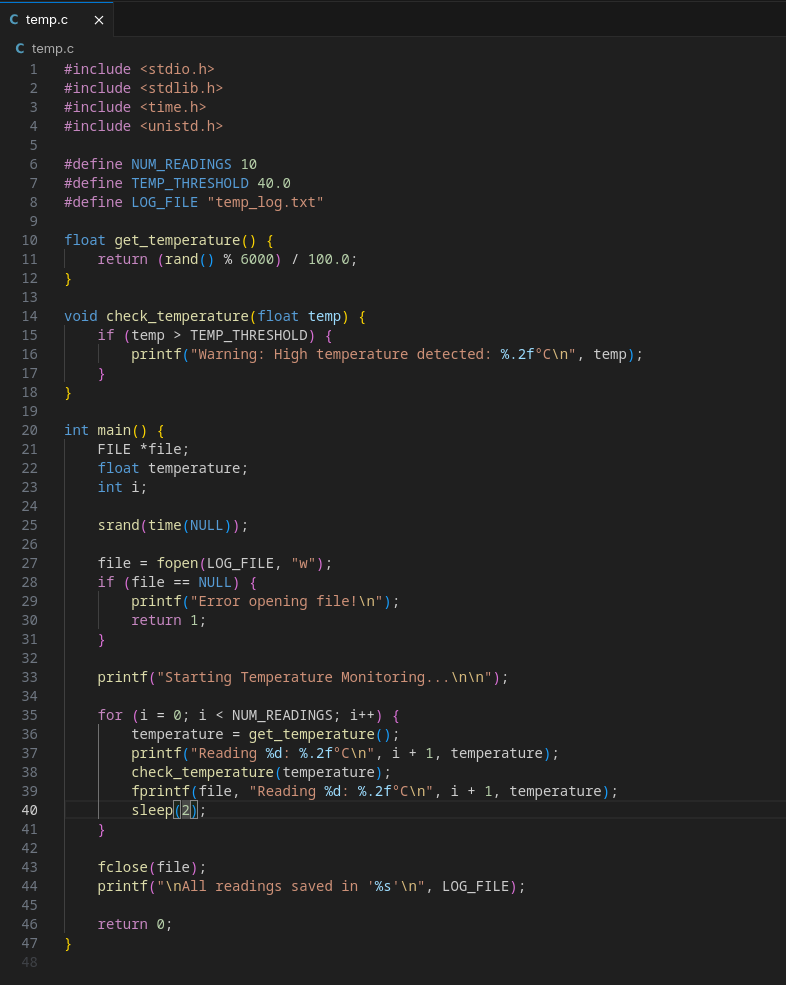 temp.c
temp.c
1 #include <stdio.h>
2 #include <stdlib.h>
3 #include <time.h>
4 #include <unistd.h>
5
6 #define NUM_READINGS 10
7 #define TEMP_THRESHOLD 40.0
8 #define LOG_FILE "temp_log.txt"
9
10 float get_temperature() {
11     return (rand() % 6000) / 100.0;
12 }
13
14 void check_temperature(float temp) {
15     if (temp > TEMP_THRESHOLD) {
16         printf("Warning: High temperature detected: %.2f°C\n", temp);
17     }
18 }
19
20 int main() {
21     FILE *file;
22     float temperature;
23     int i;
24
25     srand(time(NULL));
26
27     file = fopen(LOG_FILE, "w");
28     if (file == NULL) {
29         printf("Error opening file!\n");
30         return 1;
31     }
32
33     printf("Starting Temperature Monitoring...\n\n");
34
35     for (i = 0; i < NUM_READINGS; i++) {
36         temperature = get_temperature();
37         printf("Reading %d: %.2f°C\n", i + 1, temperature);
38         check_temperature(temperature);
39         fprintf(file, "Reading %d: %.2f°C\n", i + 1, temperature);
40         sleep(2);
41     }
42
43     fclose(file);
44     printf("\nAll readings saved in '%s'\n", LOG_FILE);
45
46     return 0;
47 }
48